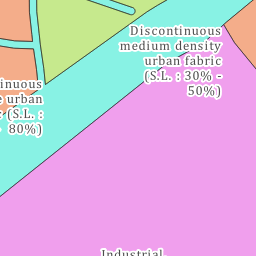 Discontinuous
medium density
urban fabric
(S.L. : 30% -
50%)
inuous
e urban
(S.L. :
80%)
Industrial